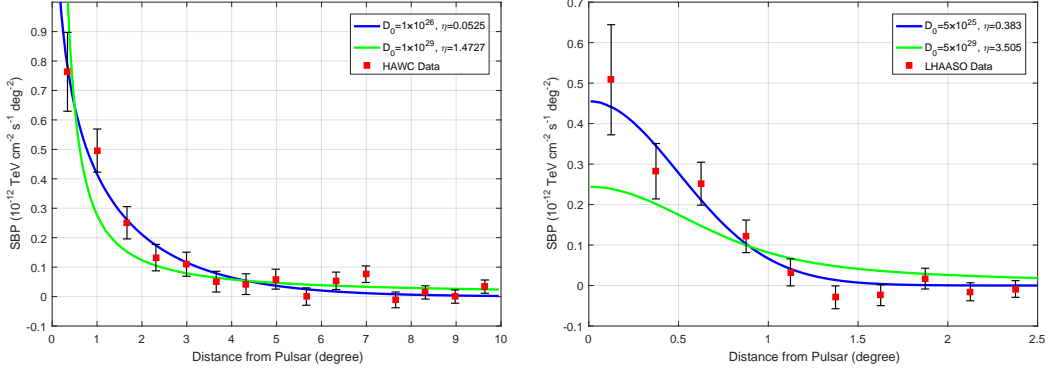 D₀=1×10²⁶, η=0.0525
D₀=1×10²⁹, η=1.4727
HAWC Data
0.9
0.8
0.7
0.6
0.5
0.4
0.3
0.2
0.1
0
-0.1
SBP (10⁻¹² TeV cm⁻² s⁻¹ deg⁻²)
0 1 2 3 4 5 6 7 8 9 10
Distance from Pulsar (degree)
D₀=5×10²⁵, η=0.383
D₀=5×10²⁹, η=3.505
LHAASO Data
0.7
0.6
0.5
0.4
0.3
0.2
0.1
0
-0.1
SBP (10⁻¹² TeV cm⁻² s⁻¹ deg⁻²)
0 0.5 1 1.5 2 2.5
Distance from Pulsar (degree)